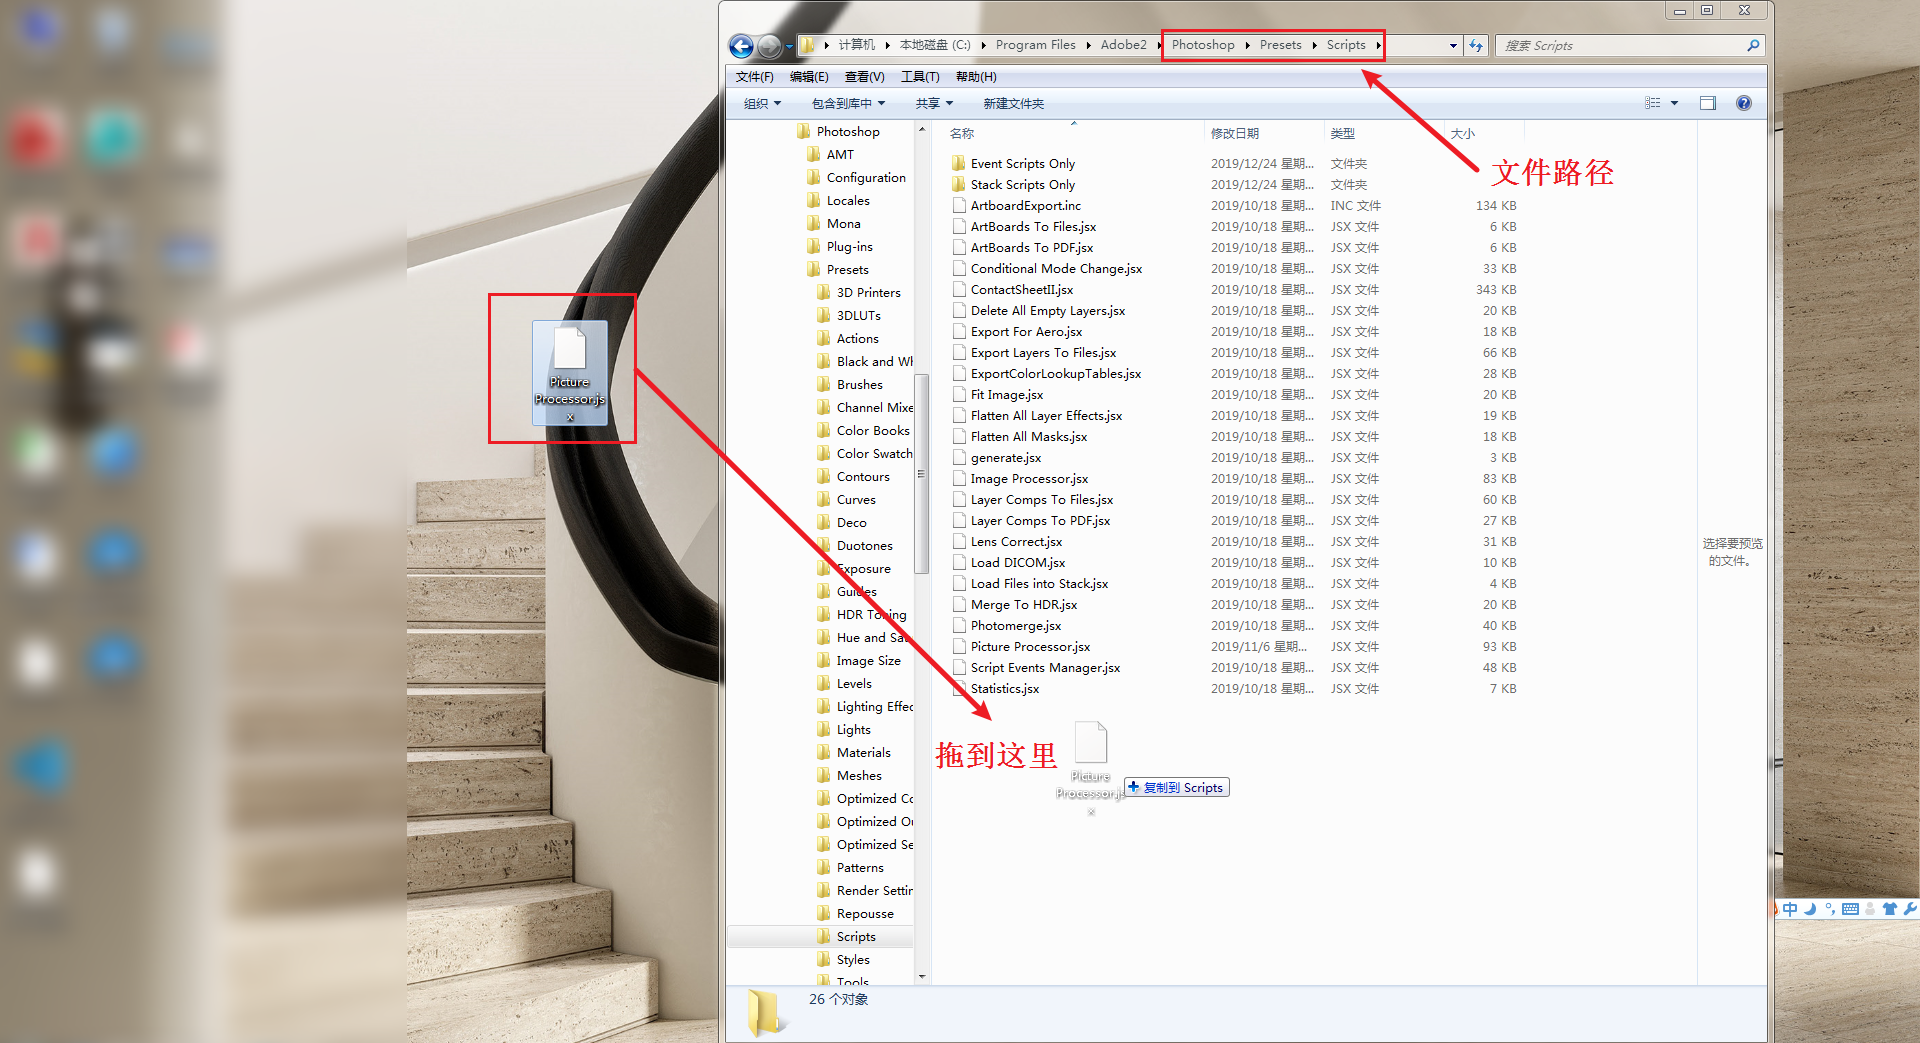 计算机 本地磁盘 (C:) Program Files Adobe2 Photoshop Presets Scripts
搜索 Scripts
文件(F) 编辑(E) 查看(V) 工具(T) 帮助(H)
组织 包含到库中 共享 新建文件夹
文件路径
Photoshop
AMT
Configuration
Locales
Mona
Plug-ins
Presets
3D Printers
3DLUTs
Actions
Black and Wh
Brushes
Channel Mixe
Color Books
Color Swatch
Contours
Curves
Deco
Duotones
Exposure
Guides
HDR Toning
Hue and Sat
Image Size
Levels
Lighting Effec
Lights
Materials
Meshes
Optimized Co
Optimized Ou
Optimized Se
Patterns
Render Settin
Repousse
Scripts
Styles
Tools
名称 修改日期 类型 大小
Event Scripts Only 2019/12/24 星期... 文件夹
Stack Scripts Only 2019/12/24 星期... 文件夹
ArtboardExport.inc 2019/10/18 星期... INC 文件 134 KB
ArtBoards To Files.jsx 2019/10/18 星期... JSX 文件 6 KB
ArtBoards To PDF.jsx 2019/10/18 星期... JSX 文件 6 KB
Conditional Mode Change.jsx 2019/10/18 星期... JSX 文件 33 KB
ContactSheetII.jsx 2019/10/18 星期... JSX 文件 343 KB
Delete All Empty Layers.jsx 2019/10/18 星期... JSX 文件 20 KB
Export For Aero.jsx 2019/10/18 星期... JSX 文件 18 KB
Export Layers To Files.jsx 2019/10/18 星期... JSX 文件 66 KB
ExportColorLookupTables.jsx 2019/10/18 星期... JSX 文件 28 KB
Fit Image.jsx 2019/10/18 星期... JSX 文件 20 KB
Flatten All Layer Effects.jsx 2019/10/18 星期... JSX 文件 19 KB
Flatten All Masks.jsx 2019/10/18 星期... JSX 文件 18 KB
generate.jsx 2019/10/18 星期... JSX 文件 3 KB
Image Processor.jsx 2019/10/18 星期... JSX 文件 83 KB
Layer Comps To Files.jsx 2019/10/18 星期... JSX 文件 60 KB
Layer Comps To PDF.jsx 2019/10/18 星期... JSX 文件 27 KB
Lens Correct.jsx 2019/10/18 星期... JSX 文件 31 KB
Load DICOM.jsx 2019/10/18 星期... JSX 文件 10 KB
Load Files into Stack.jsx 2019/10/18 星期... JSX 文件 4 KB
Merge To HDR.jsx 2019/10/18 星期... JSX 文件 20 KB
Photomerge.jsx 2019/10/18 星期... JSX 文件 40 KB
Picture Processor.jsx 2019/11/6 星期... JSX 文件 93 KB
Script Events Manager.jsx 2019/10/18 星期... JSX 文件 48 KB
Statistics.jsx 2019/10/18 星期... JSX 文件 7 KB
选择要预览
的文件。
Picture
Processor.js
x
拖到这里
Picture
Processor.js
x
复制到 Scripts
中
26 个对象